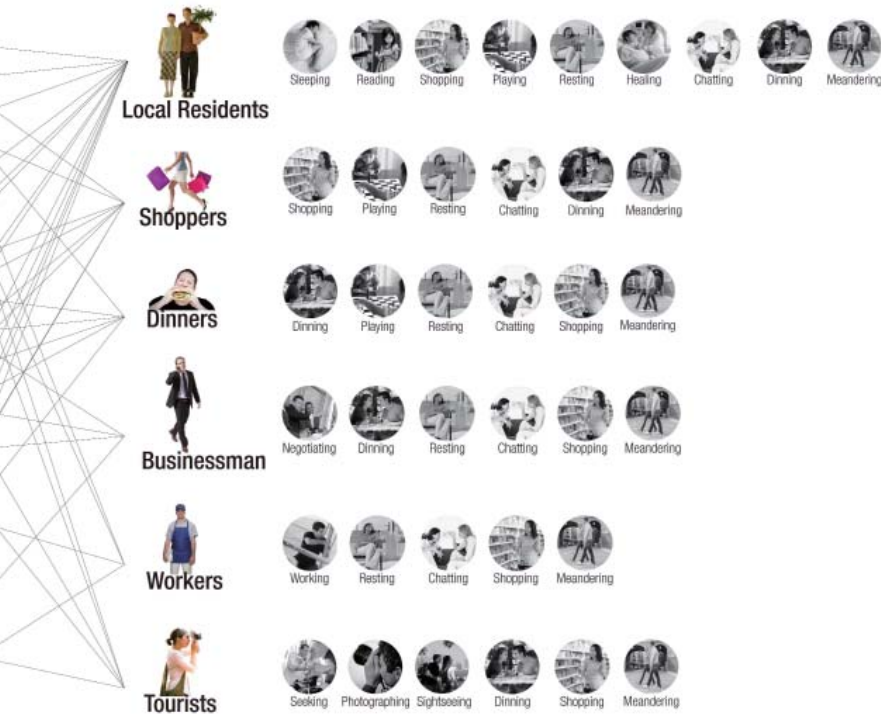 Sleeping Reading Shopping Playing Resting Healing Chatting Dinning Meandering
Local Residents
Shopping Playing Resting Chatting Dinning Meandering
Shoppers
Dinning Playing Resting Chatting Shopping Meandering
Dinners
Negotiating Dinning Resting Chatting Shopping Meandering
Businessman
Working Resting Chatting Shopping Meandering
Workers
Seeking Photographing Sightseeing Dinning Shopping Meandering
Tourists